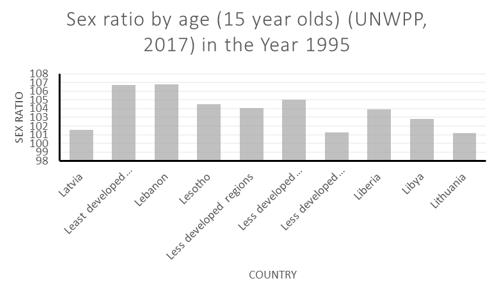 Sex ratio by age (15 year olds) (UNWPP,
2017) in the Year 1995
108
107
106
105
104
103
102
101
100
99
98
SEX RATIO
Latvia
Least developed...
Lebanon
Lesotho
Less developed regions
Less developed...
Less developed...
Liberia
Libya
Lithuania
COUNTRY